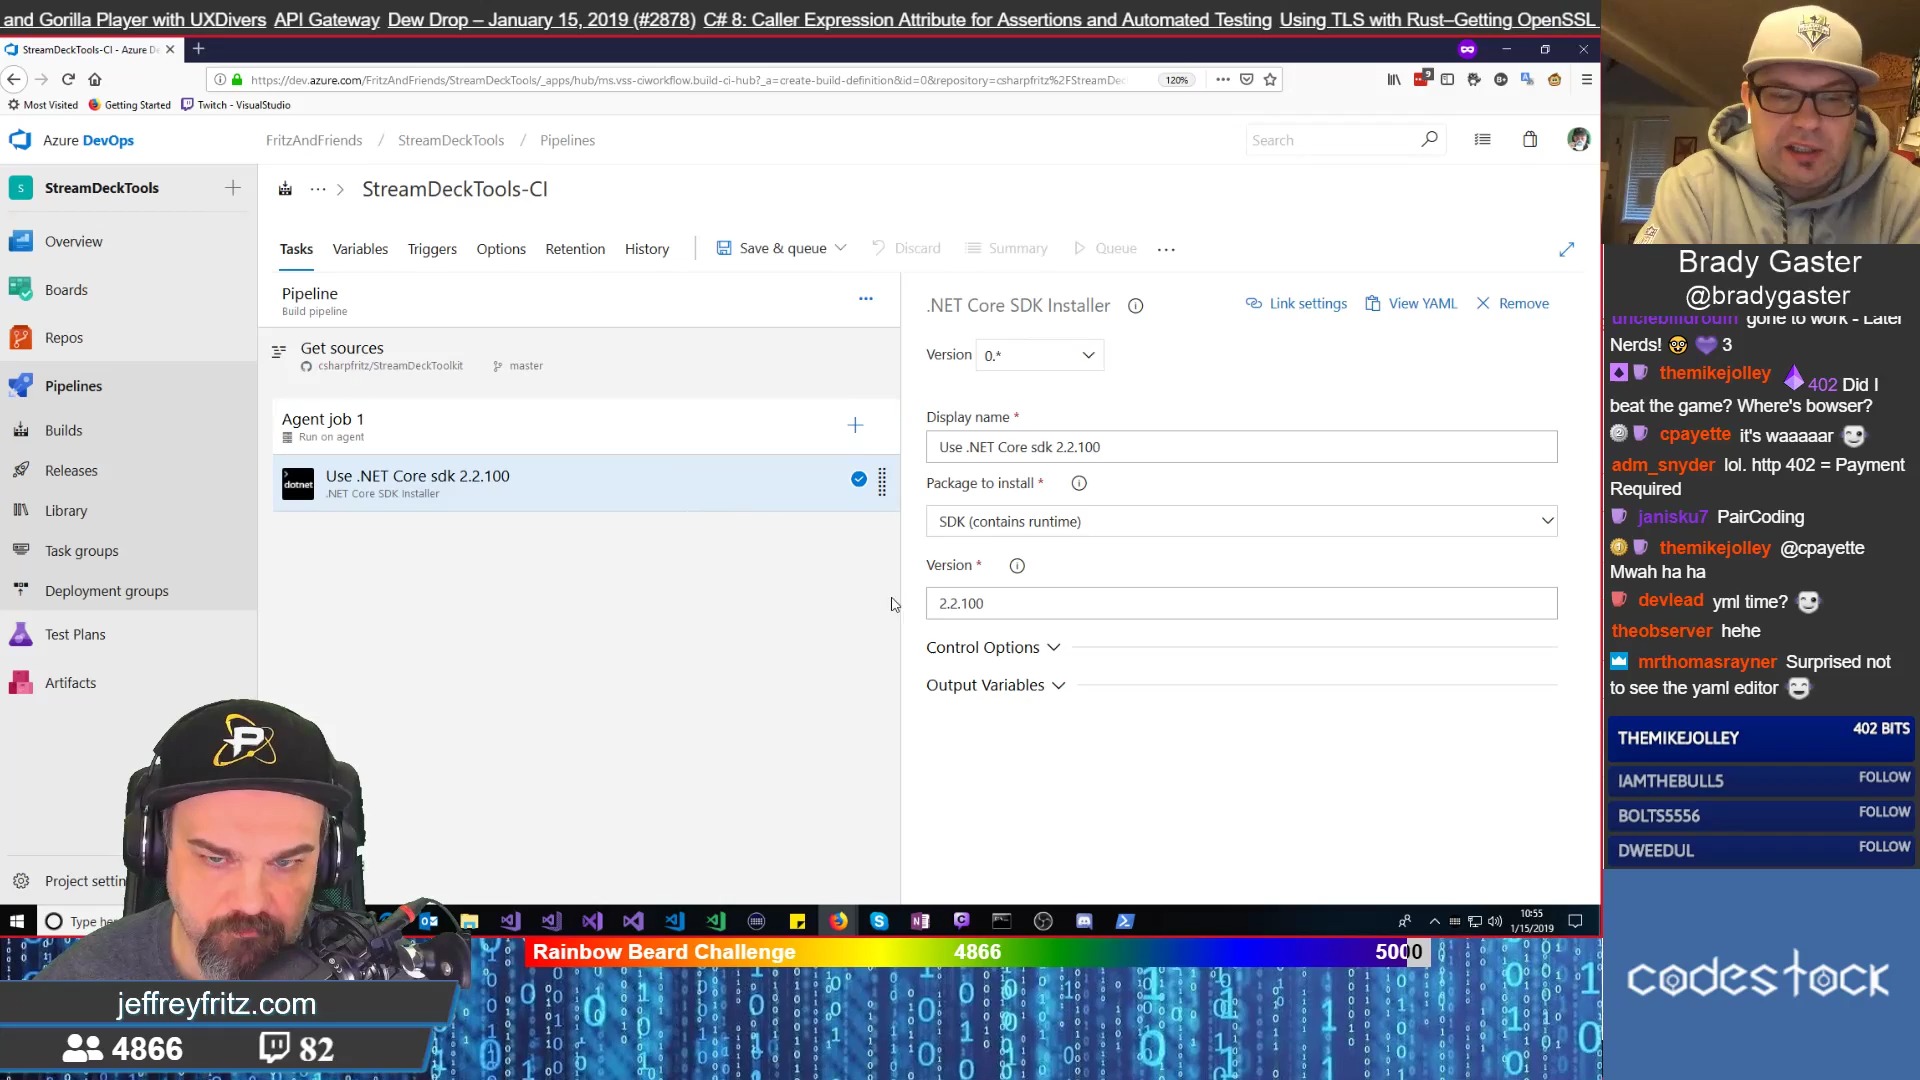 and Gorilla Player with UXDivers API Gateway Dew Drop – January 15, 2019 (#2878) C# 8: Caller Expression Attribute for Assertions and Automated Testing Using TLS with Rust–Getting OpenSSL
StreamDeckTools-CI - Azure De
https://dev.azure.com/FritzAndFriends/StreamDeckTools/_apps/hub/ms.vss-ciworkflow.build-ci-hub?_a=create-build-definition&id=0&repository=csharpfritz%2FStreamDec
120%
9
Most Visited
Getting Started
Twitch - VisualStudio
Azure DevOps
FritzAndFriends / StreamDeckTools / Pipelines
Search
S
StreamDeckTools
Overview
Boards
Repos
Pipelines
Builds
Releases
Library
Task groups
Deployment groups
Test Plans
Artifacts
Project settin
StreamDeckTools-CI
Tasks
Variables
Triggers
Options
Retention
History
Save & queue
Discard
Summary
Queue
Pipeline
Build pipeline
Get sources
csharpfritz/StreamDeckToolkit
master
Agent job 1
Run on agent
dotnet
Use .NET Core sdk 2.2.100
.NET Core SDK Installer
.NET Core SDK Installer
Link settings
View YAML
Remove
Version
0.*
Display name *
Use .NET Core sdk 2.2.100
Package to install *
SDK (contains runtime)
Version *
2.2.100
Control Options
Output Variables
Type he
10:55
1/15/2019
Brady Gaster
@bradygaster
gone to work - Later
Nerds! 3
themikejolley 402 Did I
beat the game? Where's bowser?
cpayette it's waaaaar
adm_snyder lol. http 402 = Payment
Required
janisku7 PairCoding
themikejolley @cpayette
Mwah ha ha
devlead yml time?
theobserver hehe
mrthomasrayner Surprised not
to see the yaml editor
THEMIKEJOLLEY 402 BITS
IAMTHEBULL5 FOLLOW
BOLTS5556 FOLLOW
DWEEDUL FOLLOW
codestock
Rainbow Beard Challenge 4866 5000
jeffreyfritz.com
4866
82